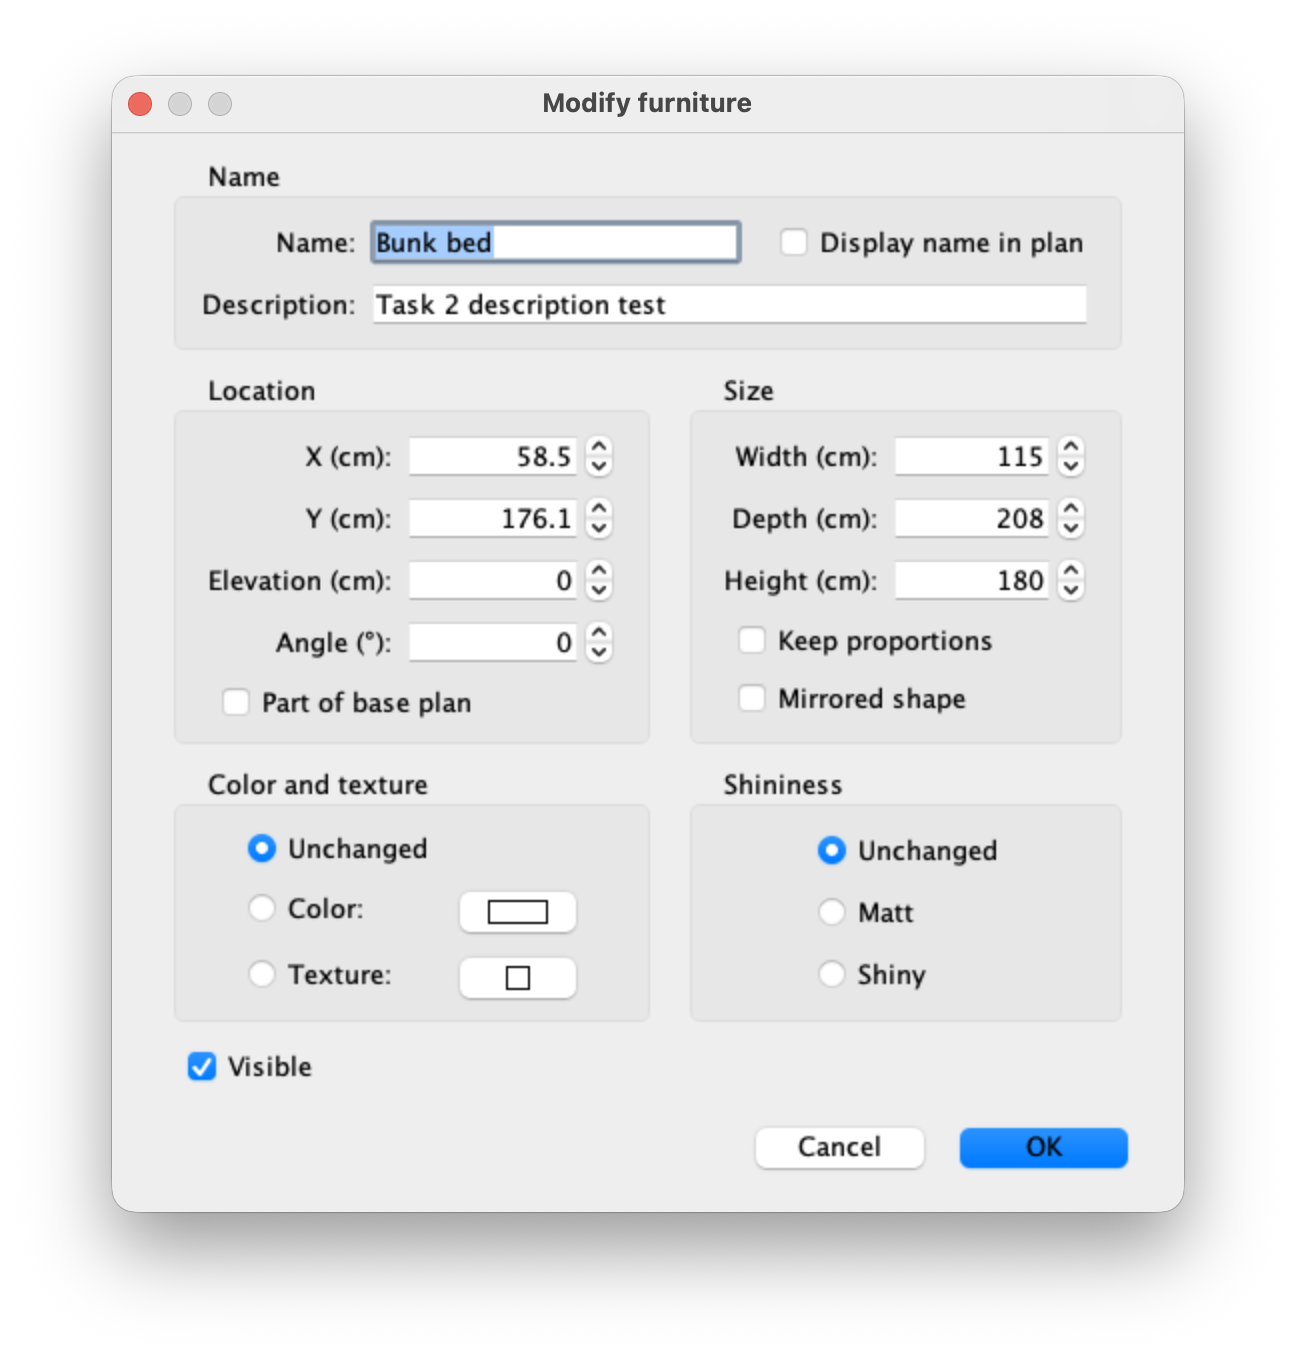 Modify furniture
Name
Name: Bunk bed Display name in plan
Description: Task 2 description test
Location
X (cm): 58.5
Y (cm): 176.1
Elevation (cm): 0
Angle (°): 0
Part of base plan
Size
Width (cm): 115
Depth (cm): 208
Height (cm): 180
Keep proportions
Mirrored shape
Color and texture
Unchanged
Color:
Texture:
Shininess
Unchanged
Matt
Shiny
Visible
Cancel OK